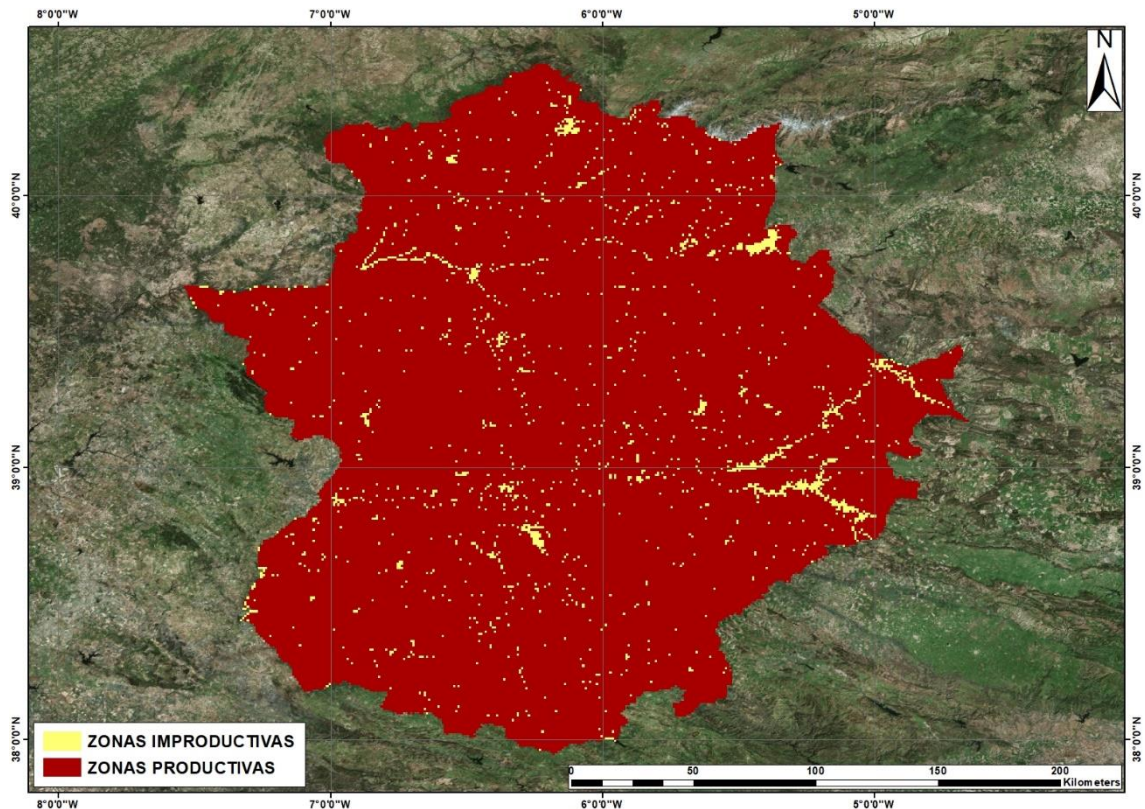 8°0'0"W 7°0'0"W 6°0'0"W 5°0'0"W
N
40°0'0"N 40°0'0"N
39°0'0"N 39°0'0"N
38°0'0"N 38°0'0"N
ZONAS IMPRODUCTIVAS
ZONAS PRODUCTIVAS
0 50 100 150 200
Kilometers
8°0'0"W 7°0'0"W 6°0'0"W 5°0'0"W